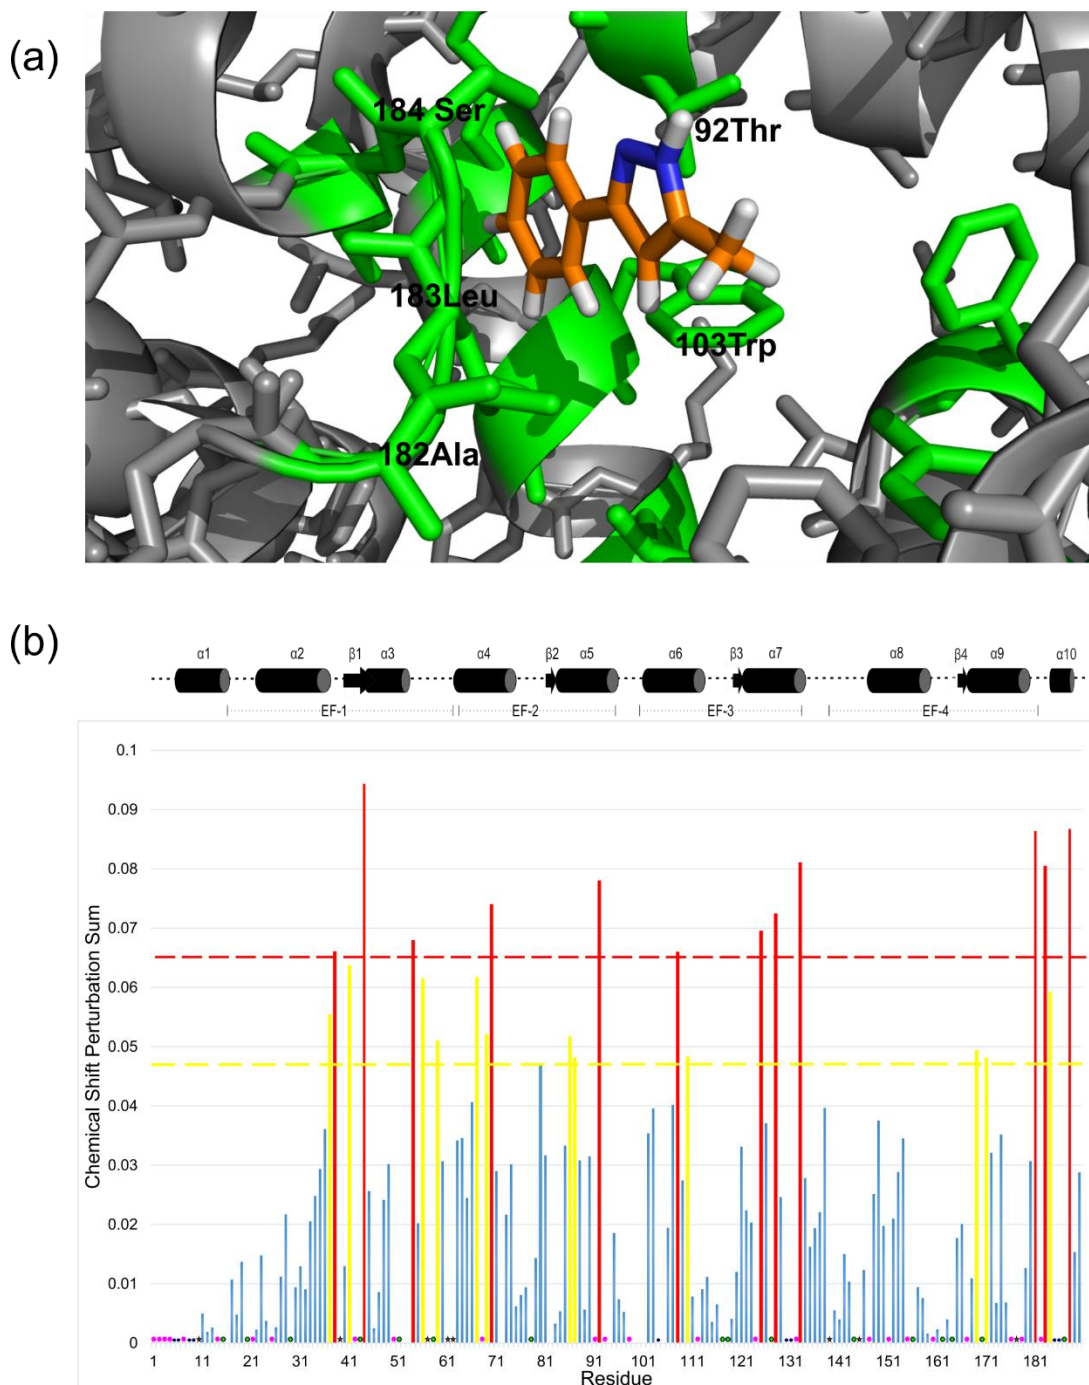 (a)
184 Ser
92Thr
183Leu
103Trp
182Ala
(b)
α1 α2 β1 α3 α4 β2 α5 α6 β3 α7 α8 β4 α9 α10
EF-1 EF-2 EF-3 EF-4
Chemical Shift Perturbation Sum
0.1
0.09
0.08
0.07
0.06
0.05
0.04
0.03
0.02
0.01
0
1 11 21 31 41 51 61 71 81 91 101 111 121 131 141 151 161 171 181
Residue